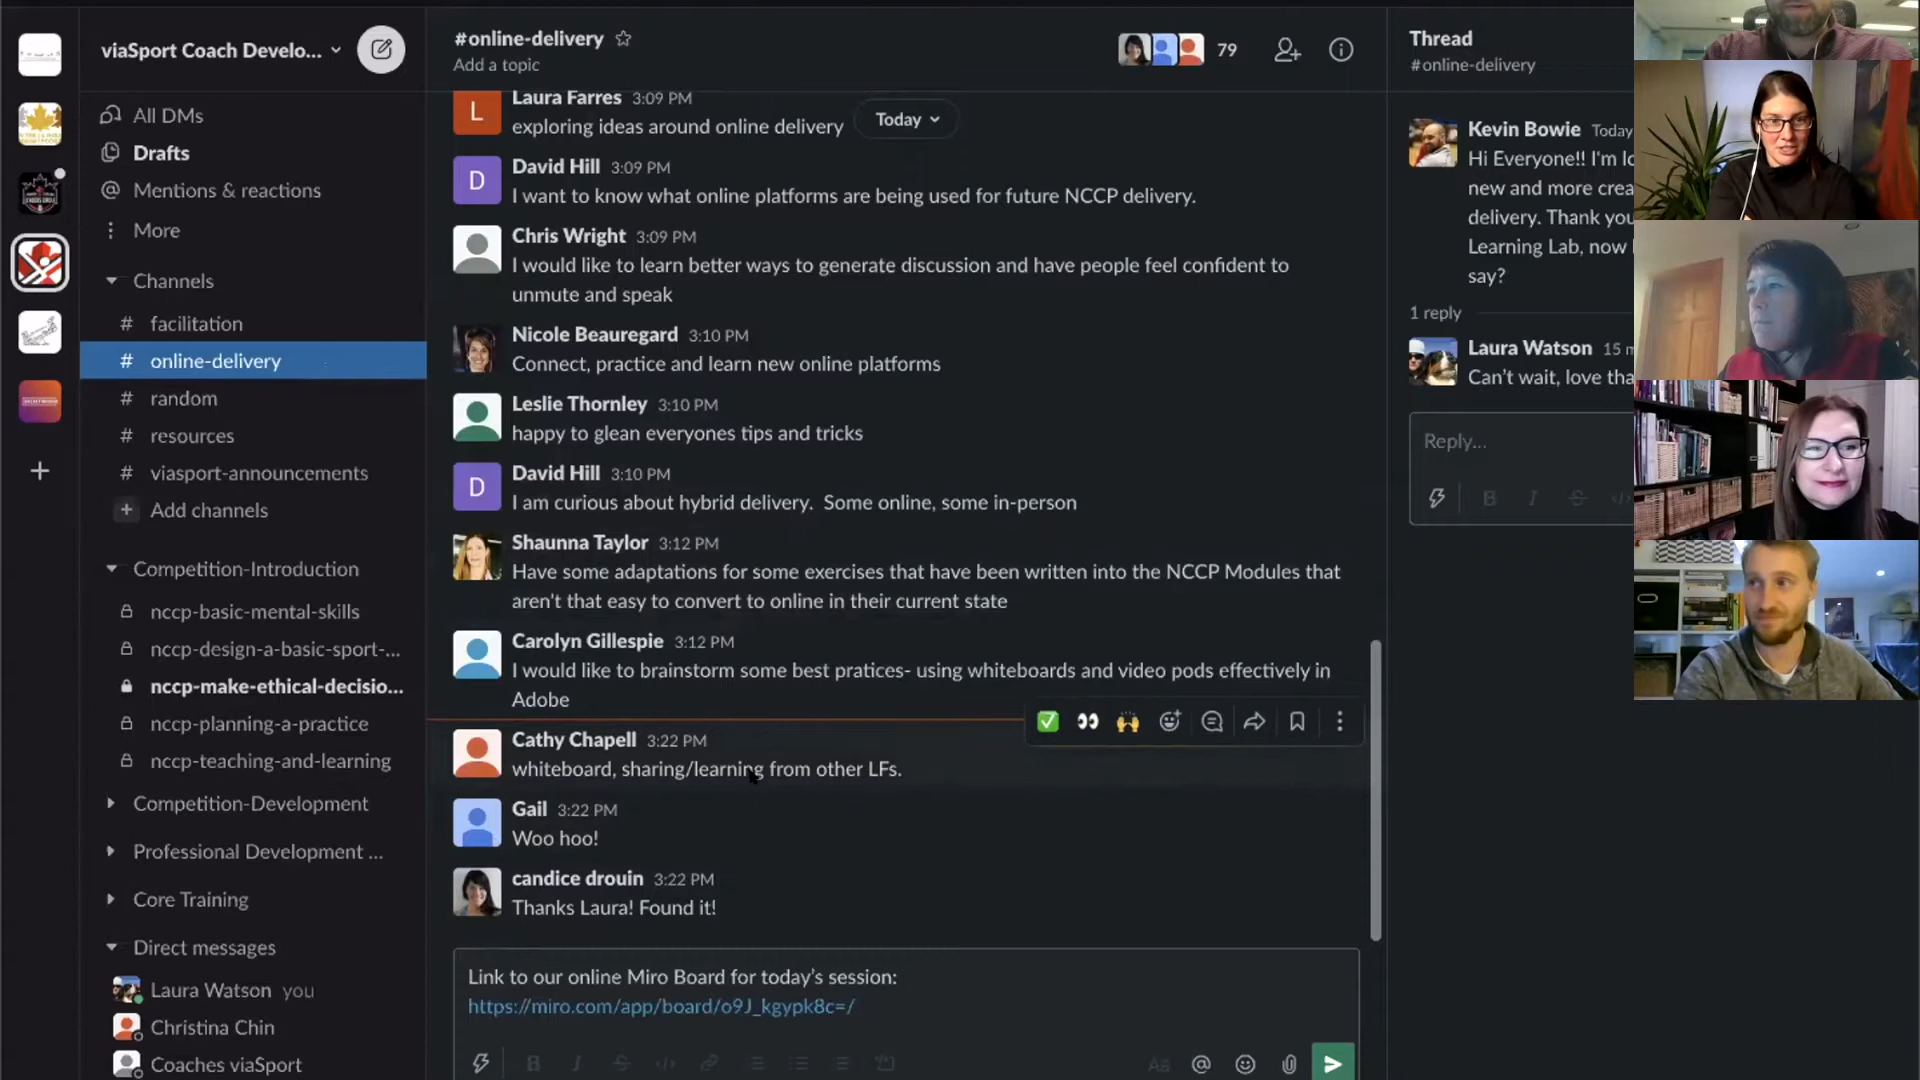 viaSport Coach Develo...
All DMs
Drafts
Mentions & reactions
More
Channels
# facilitation
# online-delivery
# random
# resources
# viasport-announcements
+ Add channels
Competition-Introduction
nccp-basic-mental-skills
nccp-design-a-basic-sport-...
nccp-make-ethical-decisio...
nccp-planning-a-practice
nccp-teaching-and-learning
Competition-Development
Professional Development ...
Core Training
Direct messages
Laura Watson you
Christina Chin
Coaches viaSport
#online-delivery
Add a topic
79
Today
L
Laura Farres 3:09 PM
exploring ideas around online delivery
D
David Hill 3:09 PM
I want to know what online platforms are being used for future NCCP delivery.
Chris Wright 3:09 PM
I would like to learn better ways to generate discussion and have people feel confident to
unmute and speak
Nicole Beauregard 3:10 PM
Connect, practice and learn new online platforms
Leslie Thornley 3:10 PM
happy to glean everyones tips and tricks
D
David Hill 3:10 PM
I am curious about hybrid delivery. Some online, some in-person
Shaunna Taylor 3:12 PM
Have some adaptations for some exercises that have been written into the NCCP Modules that
aren't that easy to convert to online in their current state
Carolyn Gillespie 3:12 PM
I would like to brainstorm some best pratices- using whiteboards and video pods effectively in
Adobe
Cathy Chapell 3:22 PM
whiteboard, sharing/learning from other LFs.
Gail 3:22 PM
Woo hoo!
candice drouin 3:22 PM
Thanks Laura! Found it!
Link to our online Miro Board for today's session:
https://miro.com/app/board/o9J_kgypk8c=/
B I S </> Aa @
Thread
#online-delivery
Kevin Bowie Today
Hi Everyone!! I'm lo
new and more crea
delivery. Thank you
Learning Lab, now
say?
1 reply
Laura Watson 15 m
Can't wait, love tha
Reply...
B I S